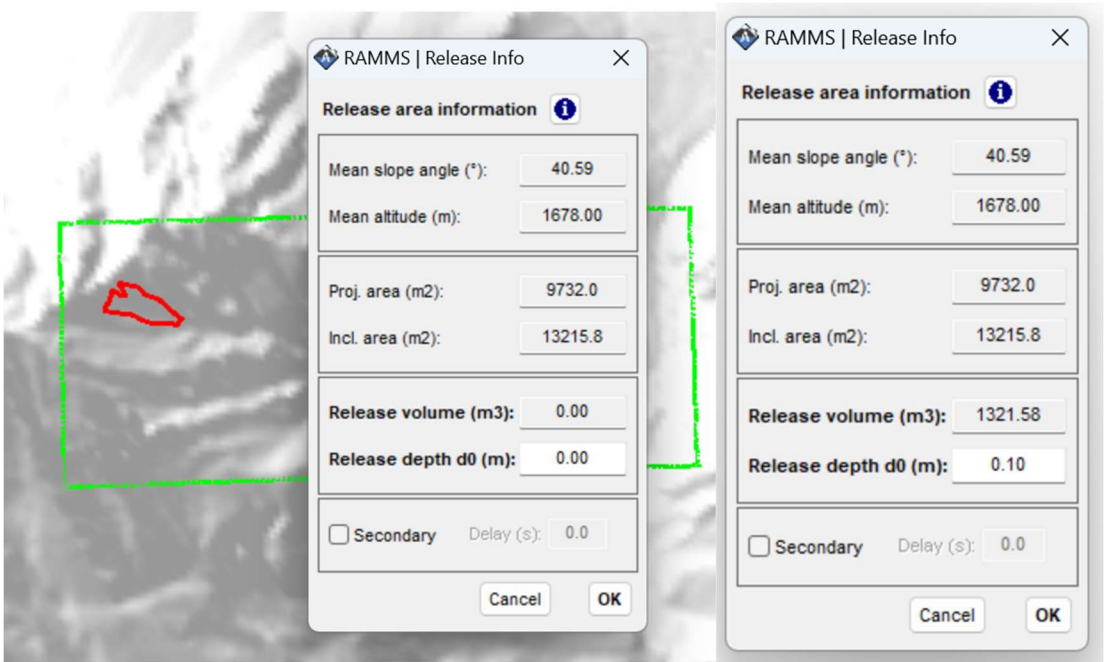 RAMMS | Release Info
Release area information
Mean slope angle (°): 40.59
Mean altitude (m): 1678.00
Proj. area (m2): 9732.0
Incl. area (m2): 13215.8
Release volume (m3): 0.00
Release depth d0 (m): 0.00
Secondary Delay (s): 0.0
Cancel OK
RAMMS | Release Info
Release area information
Mean slope angle (°): 40.59
Mean altitude (m): 1678.00
Proj. area (m2): 9732.0
Incl. area (m2): 13215.8
Release volume (m3): 1321.58
Release depth d0 (m): 0.10
Secondary Delay (s): 0.0
Cancel OK